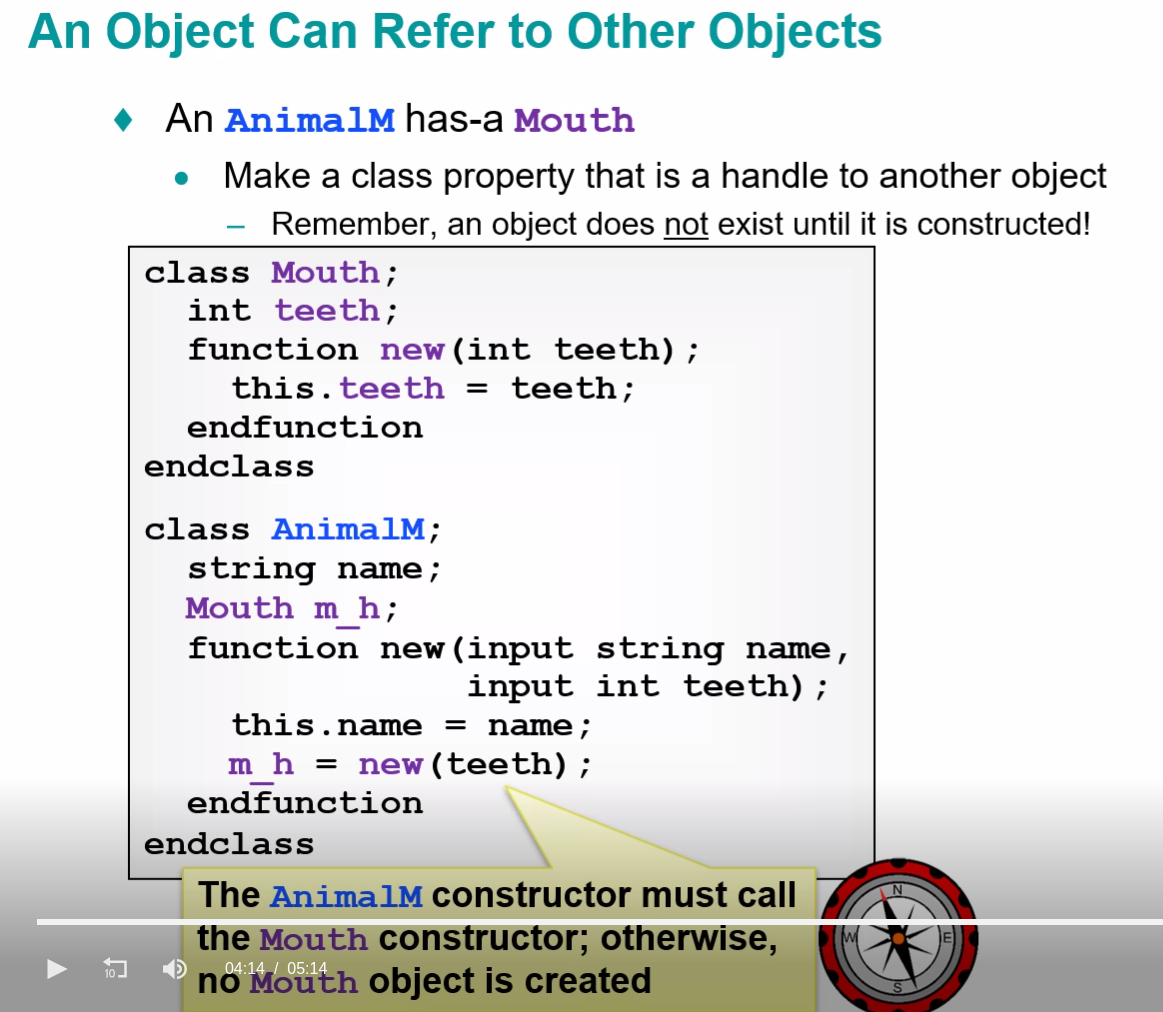 An Object Can Refer to Other Objects
An AnimalM has-a Mouth
Make a class property that is a handle to another object
– Remember, an object does not exist until it is constructed!
class Mouth;
  int teeth;
  function new(int teeth);
    this.teeth = teeth;
  endfunction
endclass
class AnimalM;
  string name;
  Mouth m_h;
  function new(input string name,
               input int teeth);
    this.name = name;
    m_h = new(teeth);
  endfunction
endclass
The AnimalM constructor must call
the Mouth constructor; otherwise,
no Mouth object is created
N
W
E
S
10
04:14 / 05:14